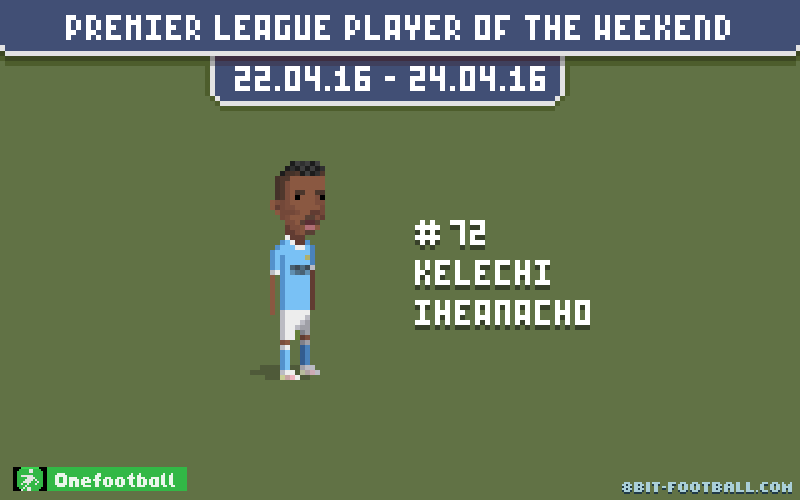 PREMIER LEAGUE PLAYER OF THE WEEKEND
22.04.16 - 24.04.16
# 72
KELECHI
IHEANACHO
Onefootball
8BIT-FOOTBALL.COM